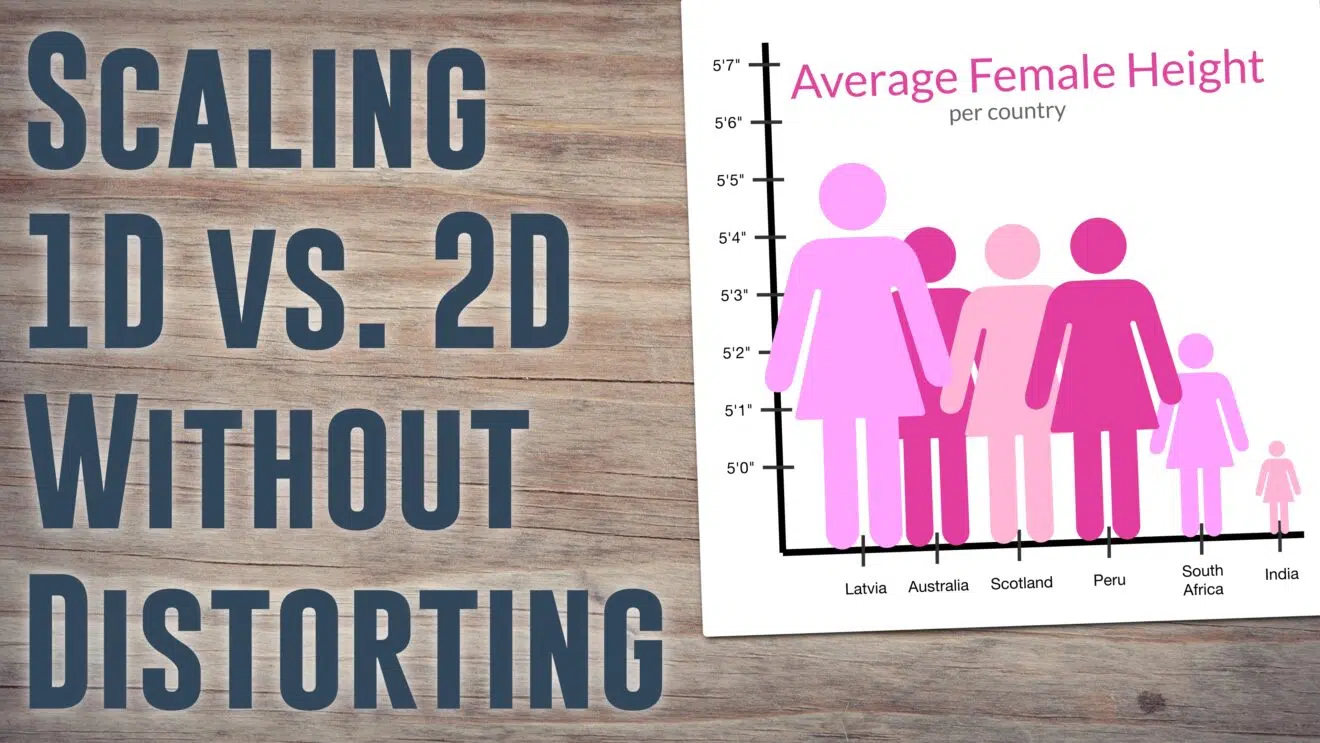 SCALING
1D VS. 2D
WITHOUT
DISTORTING
Average Female Height
per country
5'7"
5'6"
5'5"
5'4"
5'3"
5'2"
5'1"
5'0"
Latvia
Australia
Scotland
Peru
South
Africa
India